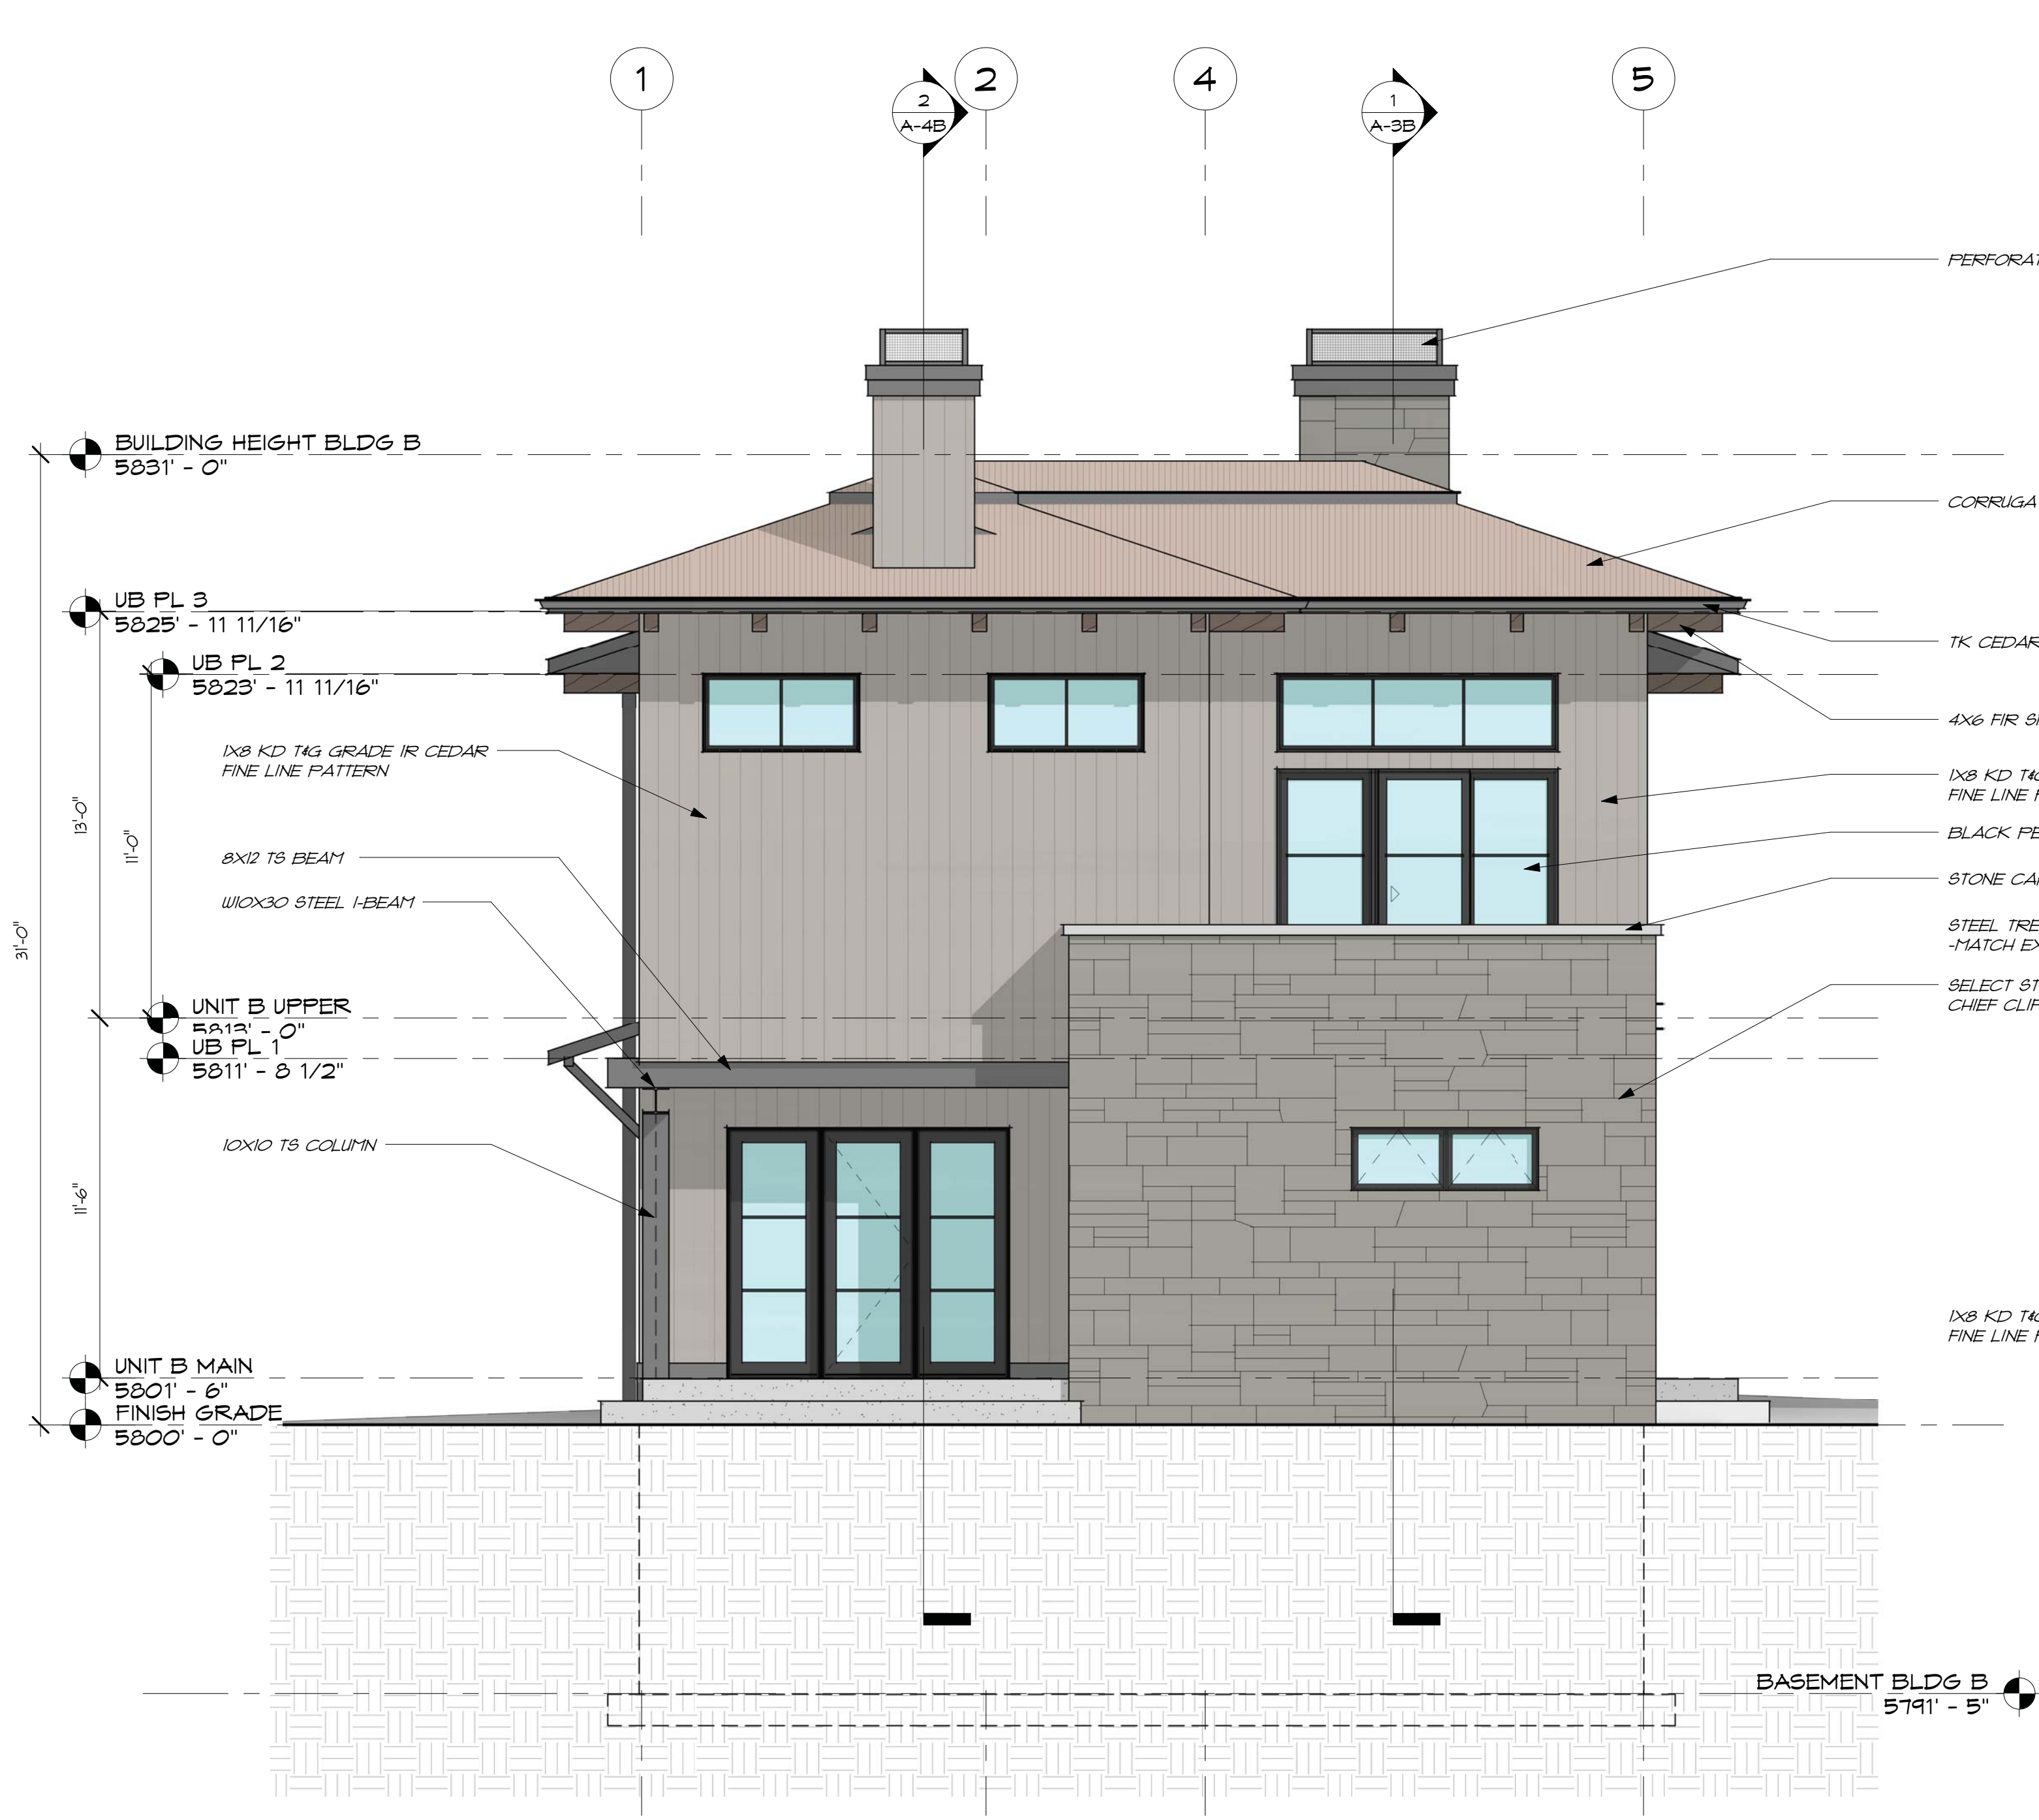 1
2
A-4B
2
4
1
A-3B
5
PERFORAT
BUILDING HEIGHT BLDG B
5831' - 0"
CORRUGA
UB PL 3
5825' - 11 11/16"
TK CEDAR
UB PL 2
5823' - 11 11/16"
4X6 FIR S
1X8 KD T&G GRADE 1R CEDAR
FINE LINE PATTERN
1X8 KD T&G
FINE LINE
13'-0"
11'-0"
BLACK PE
8X12 TS BEAM
STONE CA
W10X30 STEEL I-BEAM
STEEL TRE
-MATCH EX
31'-0"
SELECT ST
CHIEF CLIF
UNIT B UPPER
5813' - 0"
UB PL 1
5811' - 8 1/2"
10X10 TS COLUMN
11'-6"
1X8 KD T&G
FINE LINE
UNIT B MAIN
5801' - 6"
FINISH GRADE
5800' - 0"
BASEMENT BLDG B
5791' - 5"